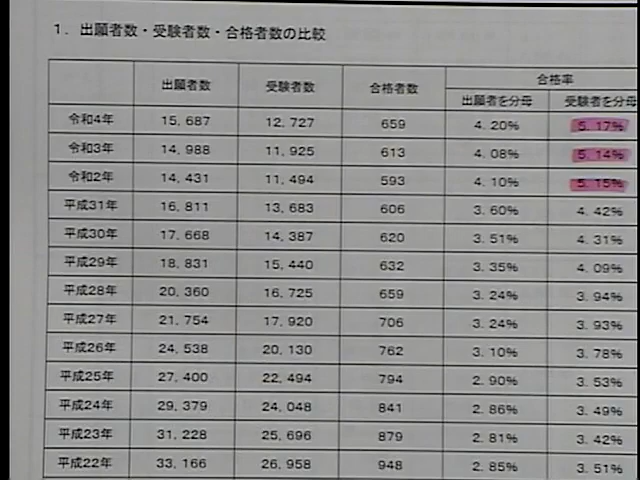 1. 出願者数・受験者数・合格者数の比較
出願者数 受験者数 合格者数 合格率
出願者を分母 受験者を分母
令和4年 15,687 12,727 659 4.20% 5.17%
令和3年 14,988 11,925 613 4.08% 5.14%
令和2年 14,431 11,494 593 4.10% 5.15%
平成31年 16,811 13,683 606 3.60% 4.42%
平成30年 17,668 14,387 620 3.51% 4.31%
平成29年 18,831 15,440 632 3.35% 4.09%
平成28年 20,360 16,725 659 3.24% 3.94%
平成27年 21,754 17,920 706 3.24% 3.93%
平成26年 24,538 20,130 762 3.10% 3.78%
平成25年 27,400 22,494 794 2.90% 3.53%
平成24年 29,379 24,048 841 2.86% 3.49%
平成23年 31,228 25,696 879 2.81% 3.42%
平成22年 33,166 26,958 948 2.85% 3.51%